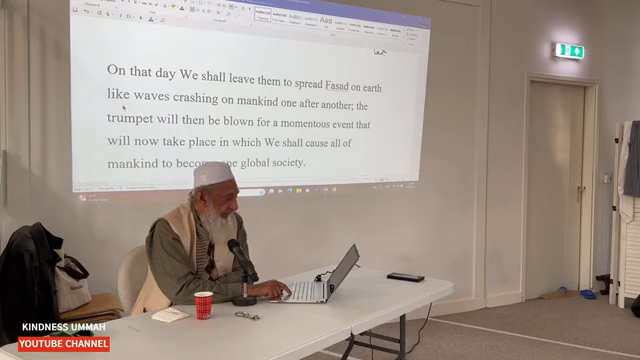 On that day We shall leave them to spread Fasad on earth
like waves crashing on mankind one after another; the
trumpet will then be blown for a momentous event that
will now take place in which We shall cause all of
mankind to become one global society.
KINDNESS UMMAH
YOUTUBE CHANNEL